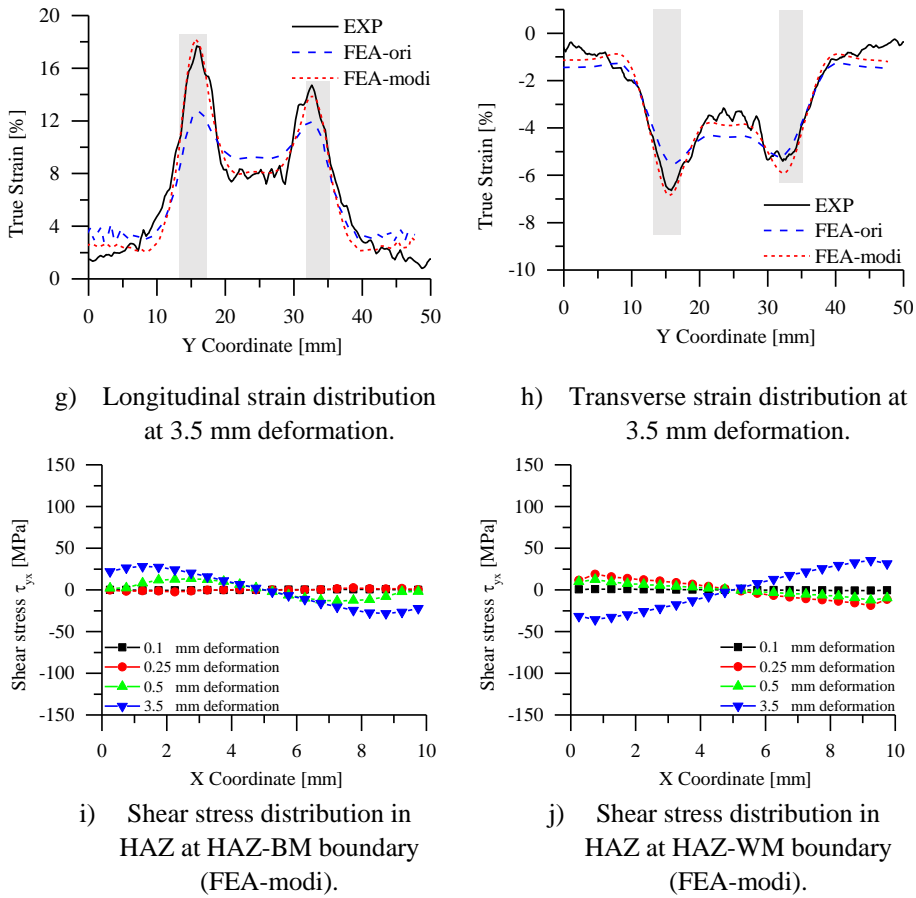 20
16
12
8
4
0
True Strain [%]
EXP
FEA-ori
FEA-modi
0 10 20 30 40 50
Y Coordinate [mm]
0
-2
-4
-6
-8
-10
True Strain [%]
EXP
FEA-ori
FEA-modi
0 10 20 30 40 50
Y Coordinate [mm]
g) Longitudinal strain distribution
at 3.5 mm deformation.
h) Transverse strain distribution at
3.5 mm deformation.
150
100
50
0
-50
-100
-150
Shear stress τyx [MPa]
0.1 mm deformation
0.25 mm deformation
0.5 mm deformation
3.5 mm deformation
0 2 4 6 8 10
X Coordinate [mm]
150
100
50
0
-50
-100
-150
Shear stress τyx [MPa]
0.1 mm deformation
0.25 mm deformation
0.5 mm deformation
3.5 mm deformation
0 2 4 6 8 10
X Coordinate [mm]
i) Shear stress distribution in
HAZ at HAZ-BM boundary
(FEA-modi).
j) Shear stress distribution in
HAZ at HAZ-WM boundary
(FEA-modi).